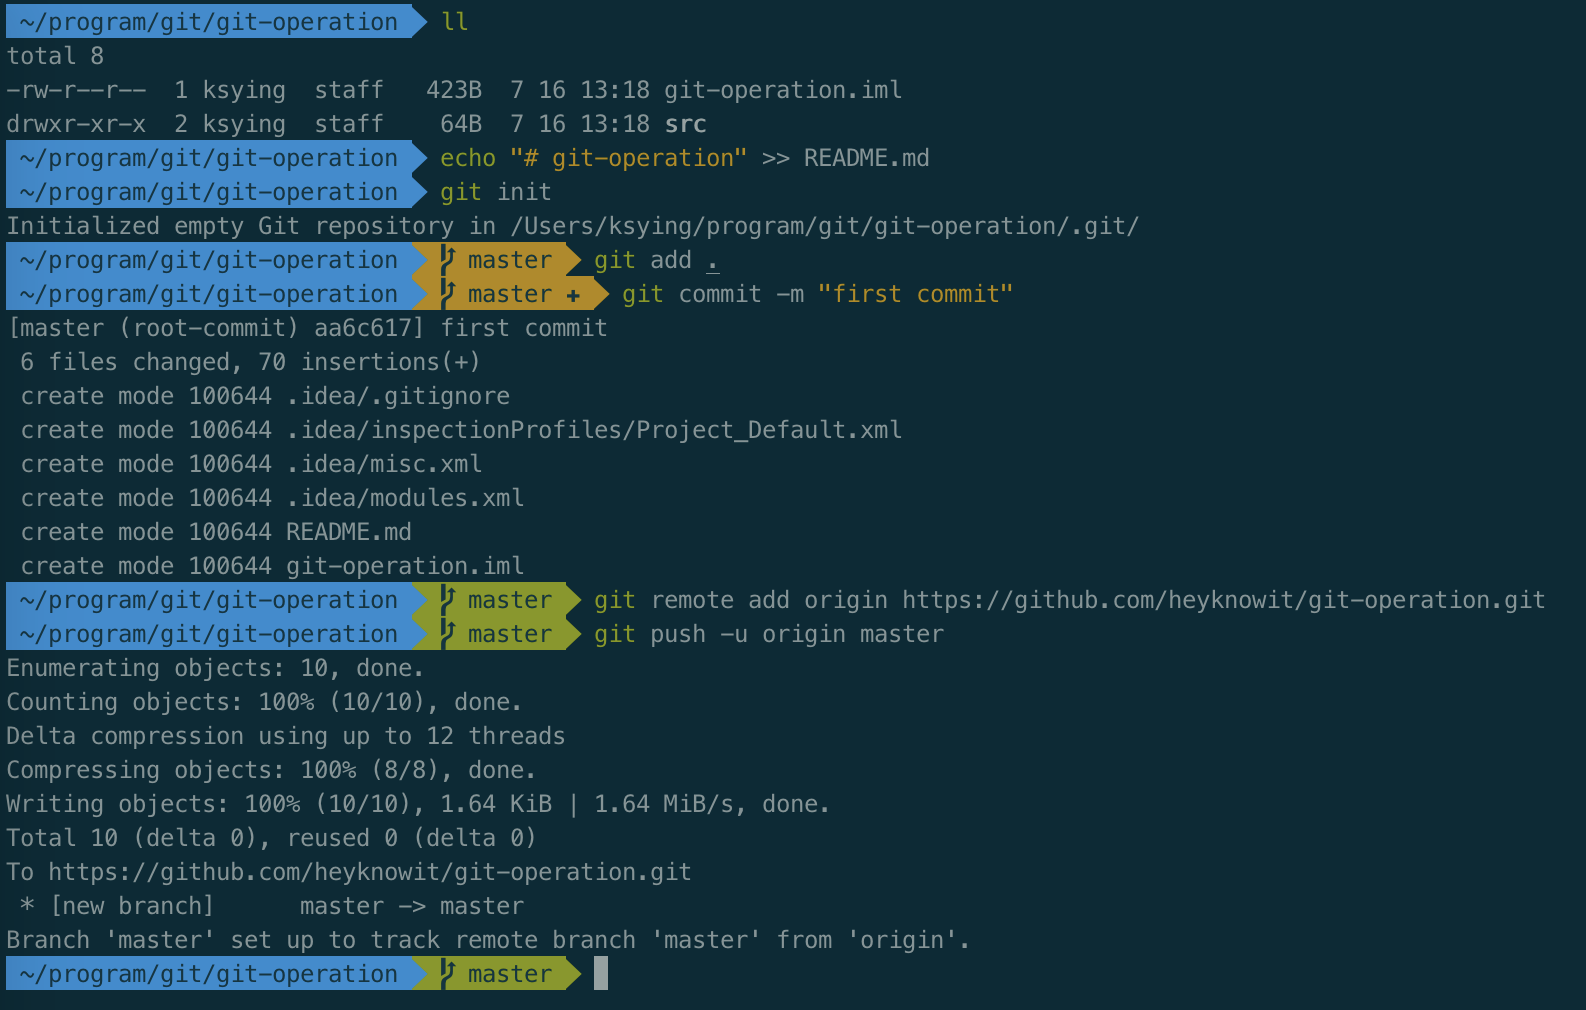 ~/program/git/git-operation ll
total 8
-rw-r--r--  1 ksying  staff   423B  7 16 13:18 git-operation.iml
drwxr-xr-x  2 ksying  staff    64B  7 16 13:18 src
~/program/git/git-operation echo "# git-operation" >> README.md
~/program/git/git-operation git init
Initialized empty Git repository in /Users/ksying/program/git/git-operation/.git/
~/program/git/git-operation master git add .
~/program/git/git-operation master + git commit -m "first commit"
[master (root-commit) aa6c617] first commit
 6 files changed, 70 insertions(+)
 create mode 100644 .idea/.gitignore
 create mode 100644 .idea/inspectionProfiles/Project_Default.xml
 create mode 100644 .idea/misc.xml
 create mode 100644 .idea/modules.xml
 create mode 100644 README.md
 create mode 100644 git-operation.iml
~/program/git/git-operation master git remote add origin https://github.com/heyknowit/git-operation.git
~/program/git/git-operation master git push -u origin master
Enumerating objects: 10, done.
Counting objects: 100% (10/10), done.
Delta compression using up to 12 threads
Compressing objects: 100% (8/8), done.
Writing objects: 100% (10/10), 1.64 KiB | 1.64 MiB/s, done.
Total 10 (delta 0), reused 0 (delta 0)
To https://github.com/heyknowit/git-operation.git
 * [new branch]      master -> master
Branch 'master' set up to track remote branch 'master' from 'origin'.
~/program/git/git-operation master